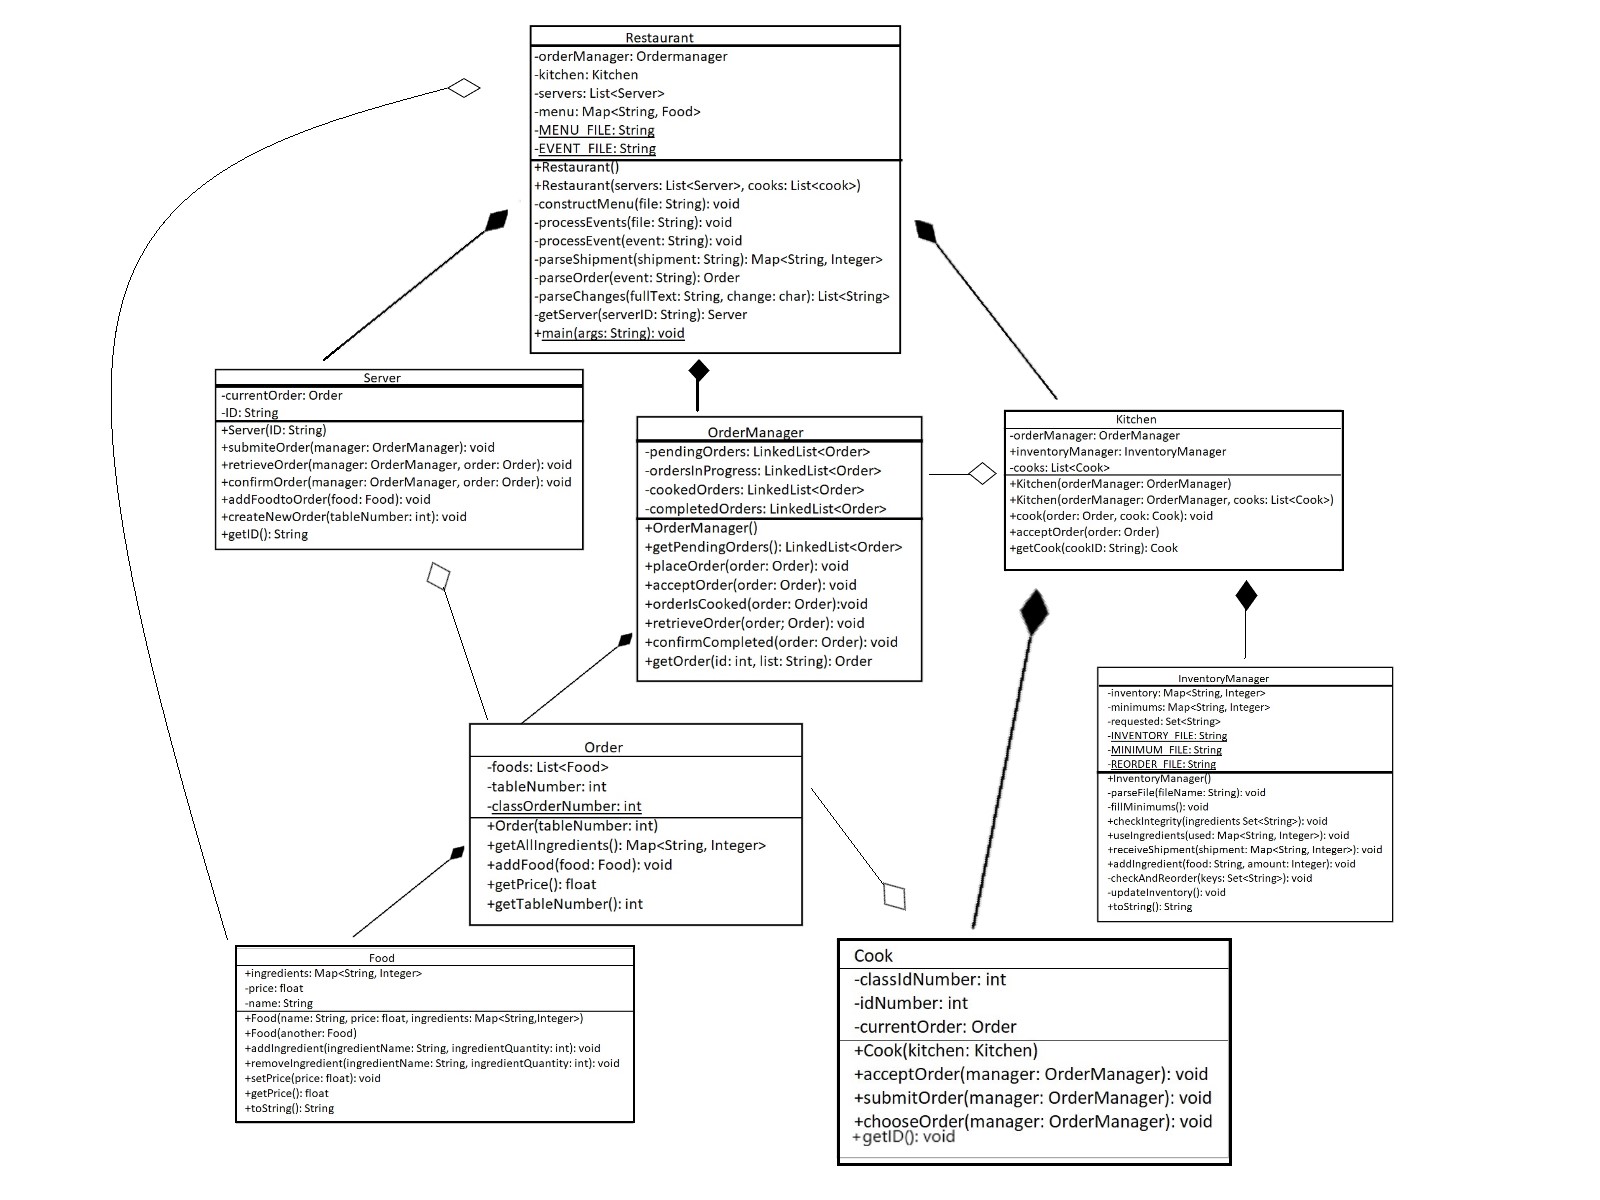 Restaurant
-orderManager: Ordermanager
-kitchen: Kitchen
-servers: List<Server>
-menu: Map<String, Food>
-MENU_FILE: String
-EVENT_FILE: String
+Restaurant()
+Restaurant(servers: List<Server>, cooks: List<cook>)
-constructMenu(file: String): void
-processEvents(file: String): void
-processEvent(event: String): void
-parseShipment(shipment: String): Map<String, Integer>
-parseOrder(event: String): Order
-parseChanges(fullText: String, change: char): List<String>
-getServer(serverID: String): Server
+main(args: String): void
Server
-currentOrder: Order
-ID: String
+Server(ID: String)
+submiteOrder(manager: OrderManager): void
+retrieveOrder(manager: OrderManager, order: Order): void
+confirmOrder(manager: OrderManager, order: Order): void
+addFoodtoOrder(food: Food): void
+createNewOrder(tableNumber: int): void
+getID(): String
OrderManager
-pendingOrders: LinkedList<Order>
-ordersInProgress: LinkedList<Order>
-cookedOrders: LinkedList<Order>
-completedOrders: LinkedList<Order>
+OrderManager()
+getPendingOrders(): LinkedList<Order>
+placeOrder(order: Order): void
+acceptOrder(order: Order): void
+orderIsCooked(order: Order):void
+retrieveOrder(order; Order): void
+confirmCompleted(order: Order): void
+getOrder(id: int, list: String): Order
Kitchen
-orderManager: OrderManager
+inventoryManager: InventoryManager
-cooks: List<Cook>
+Kitchen(orderManager: OrderManager)
+Kitchen(orderManager: OrderManager, cooks: List<Cook>)
+cook(order: Order, cook: Cook): void
+acceptOrder(order: Order)
+getCook(cookID: String): Cook
InventoryManager
-inventory: Map<String, Integer>
-minimums: Map<String, Integer>
-requested: Set<String>
-INVENTORY_FILE: String
-MINIMUM_FILE: String
-REORDER_FILE: String
+InventoryManager()
-parseFile(fileName: String): void
-fillMinimums(): void
+checkIntegrity(ingredients Set<String>): void
+useIngredients(used: Map<String, Integer>): void
+receiveShipment(shipment: Map<String, Integer>): void
+addIngredient(food: String, amount: Integer): void
-checkAndReorder(keys: Set<String>): void
-updateInventory(): void
+toString(): String
Order
-foods: List<Food>
-tableNumber: int
-classOrderNumber: int
+Order(tableNumber: int)
+getAllIngredients(): Map<String, Integer>
+addFood(food: Food): void
+getPrice(): float
+getTableNumber(): int
Food
+ingredients: Map<String, Integer>
-price: float
-name: String
+Food(name: String, price: float, ingredients: Map<String,Integer>)
+Food(another: Food)
+addIngredient(ingredientName: String, ingredientQuantity: int): void
+removeIngredient(ingredientName: String, ingredientQuantity: int): void
+setPrice(price: float): void
+getPrice(): float
+toString(): String
Cook
-classIdNumber: int
-idNumber: int
-currentOrder: Order
+Cook(kitchen: Kitchen)
+acceptOrder(manager: OrderManager): void
+submitOrder(manager: OrderManager): void
+chooseOrder(manager: OrderManager): void
+getID(): void